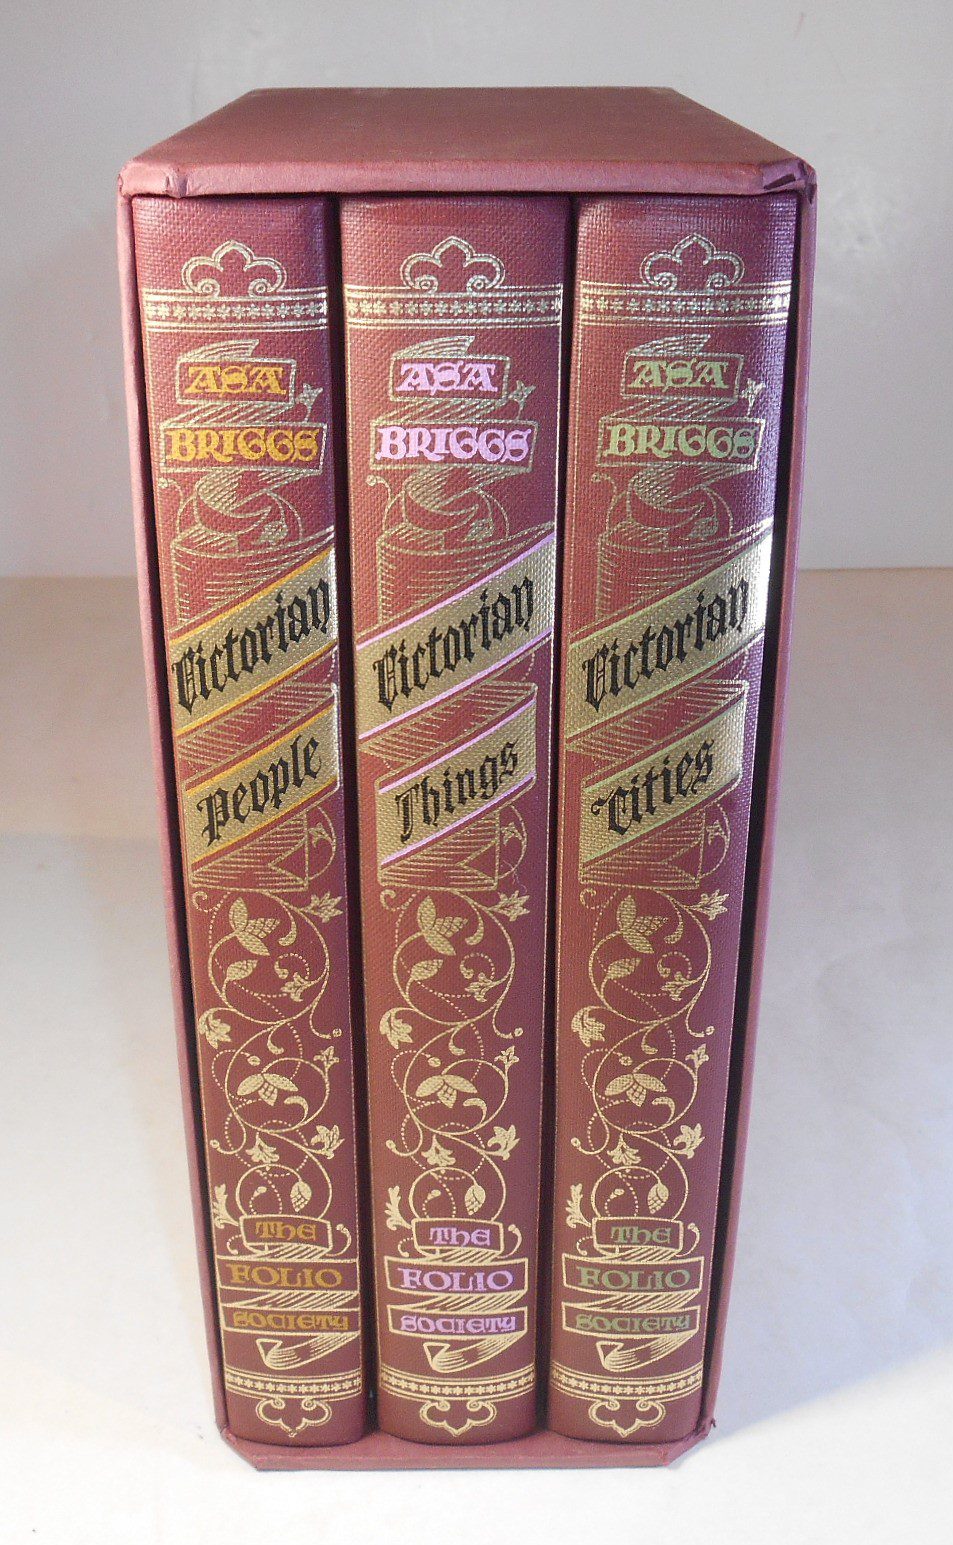 ASA
BRIGGS
Victorian
People
THE
FOLIO
SOCIETY
ASA
BRIGGS
Victorian
Things
THE
FOLIO
SOCIETY
ASA
BRIGGS
Victorian
Cities
THE
FOLIO
SOCIETY